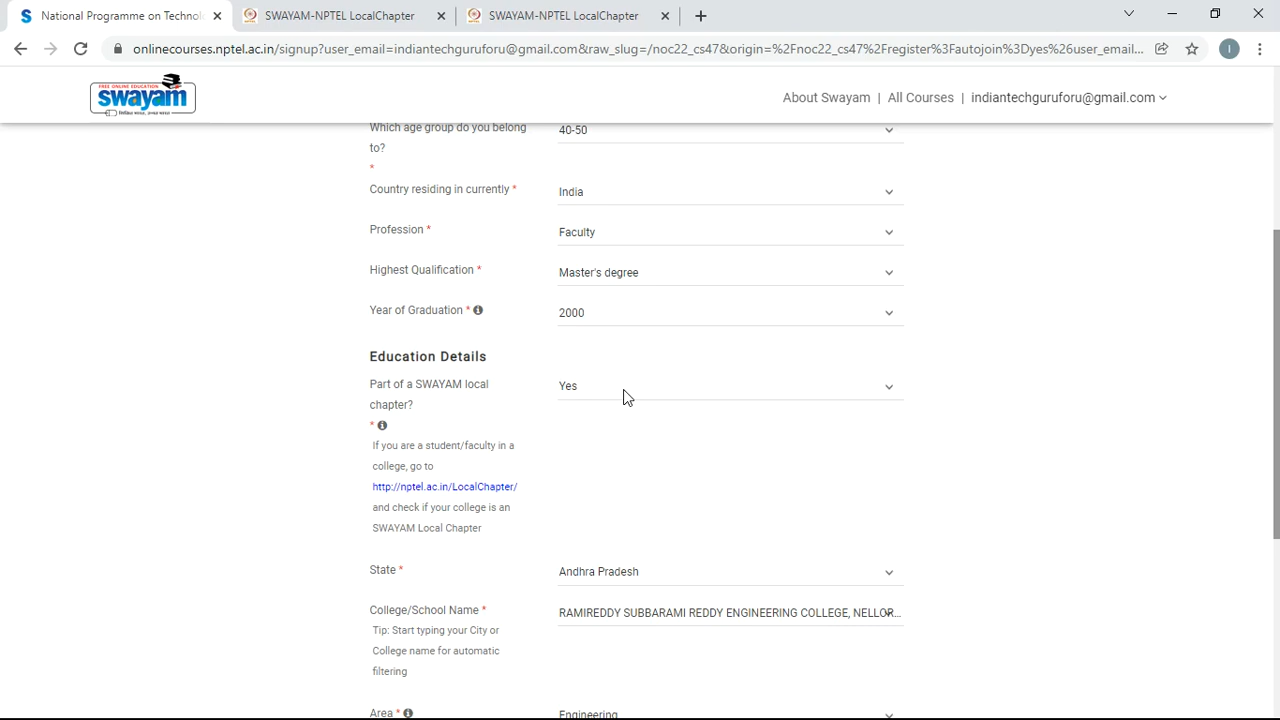 National Programme on Technol
SWAYAM-NPTEL LocalChapter
SWAYAM-NPTEL LocalChapter
onlinecourses.nptel.ac.in/signup?user_email=indiantechguruforu@gmail.com&raw_slug=/noc22_cs47&origin=%2Fnoc22_cs47%2Fregister%3Fautojoin%3Dyes%26user_email...
I
FREE ONLINE EDUCATION
swayam
About Swayam | All Courses | indiantechguruforu@gmail.com
Which age group do you belong
to?
*
40-50
Country residing in currently * India
Profession * Faculty
Highest Qualification * Master's degree
Year of Graduation * 2000
Education Details
Part of a SWAYAM local
chapter?
*
Yes
If you are a student/faculty in a
college, go to
http://nptel.ac.in/LocalChapter/
and check if your college is an
SWAYAM Local Chapter
State * Andhra Pradesh
College/School Name * RAMIREDDY SUBBARAMI REDDY ENGINEERING COLLEGE, NELLOR...
Tip: Start typing your City or
College name for automatic
filtering
Area * Engineering